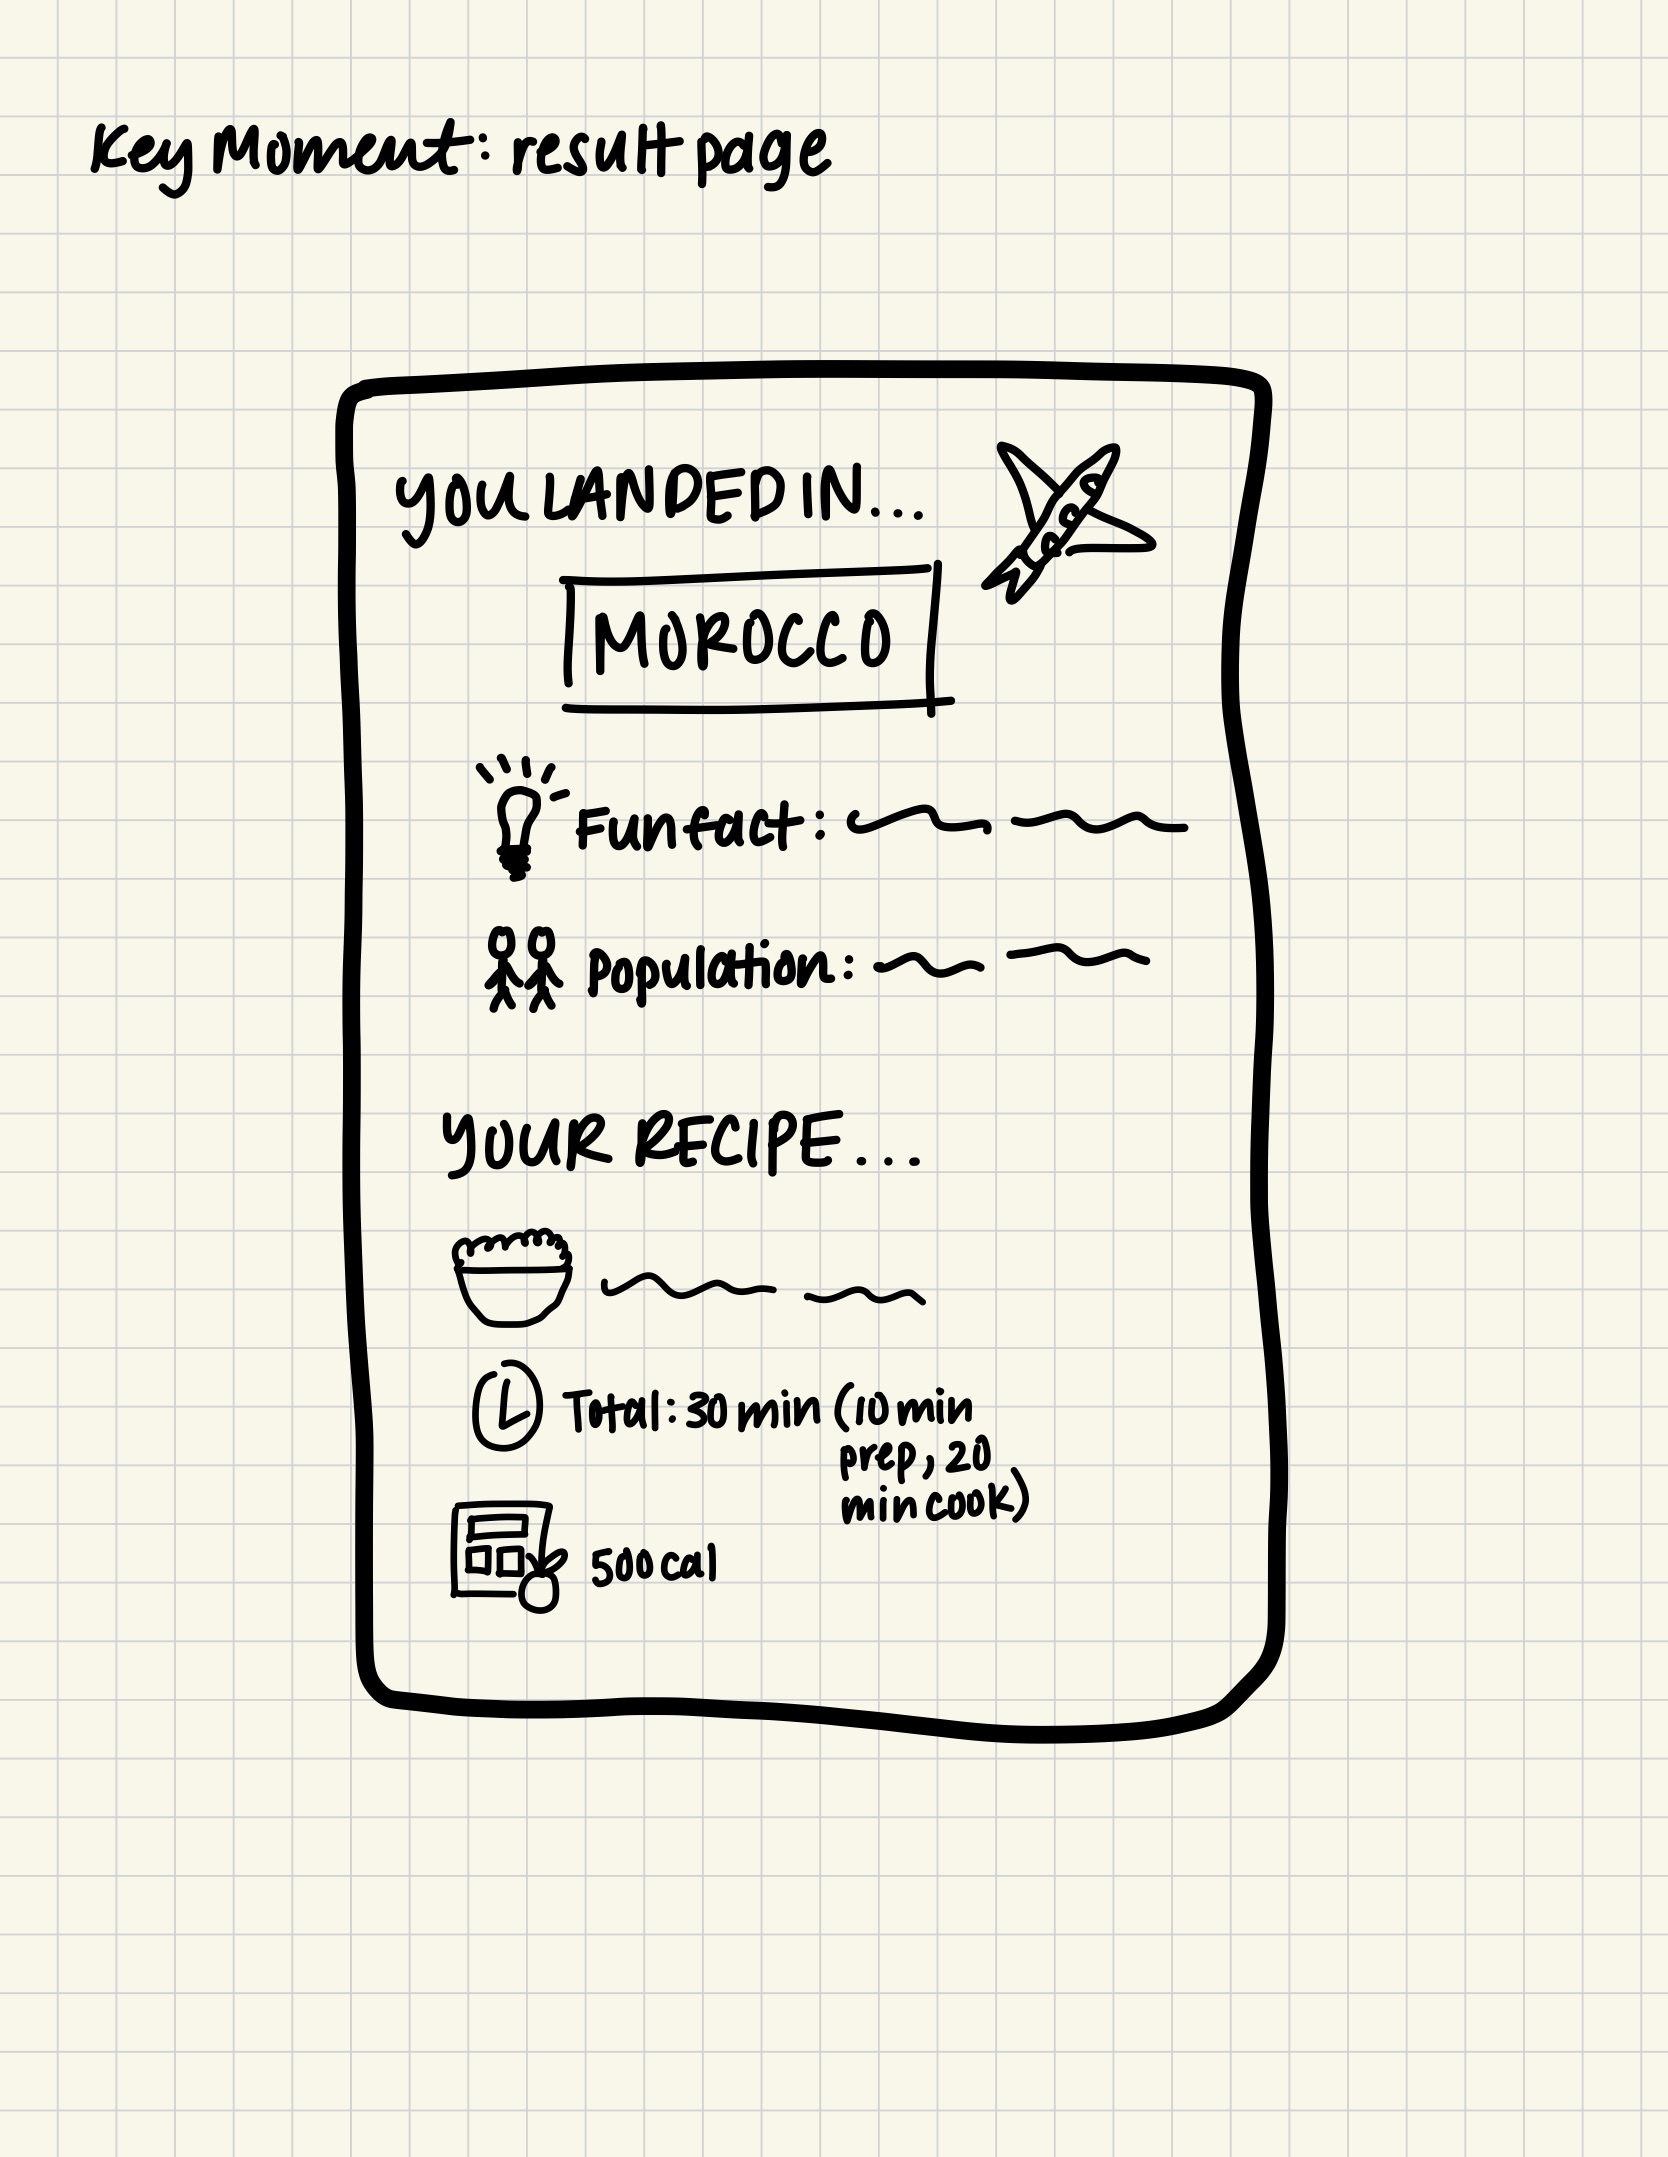 Key Moment: result page
YOU LANDED IN...
MOROCCO
Fun fact:
Population:
YOUR RECIPE...
Total: 30 min (10 min
prep, 20
min cook)
500 cal